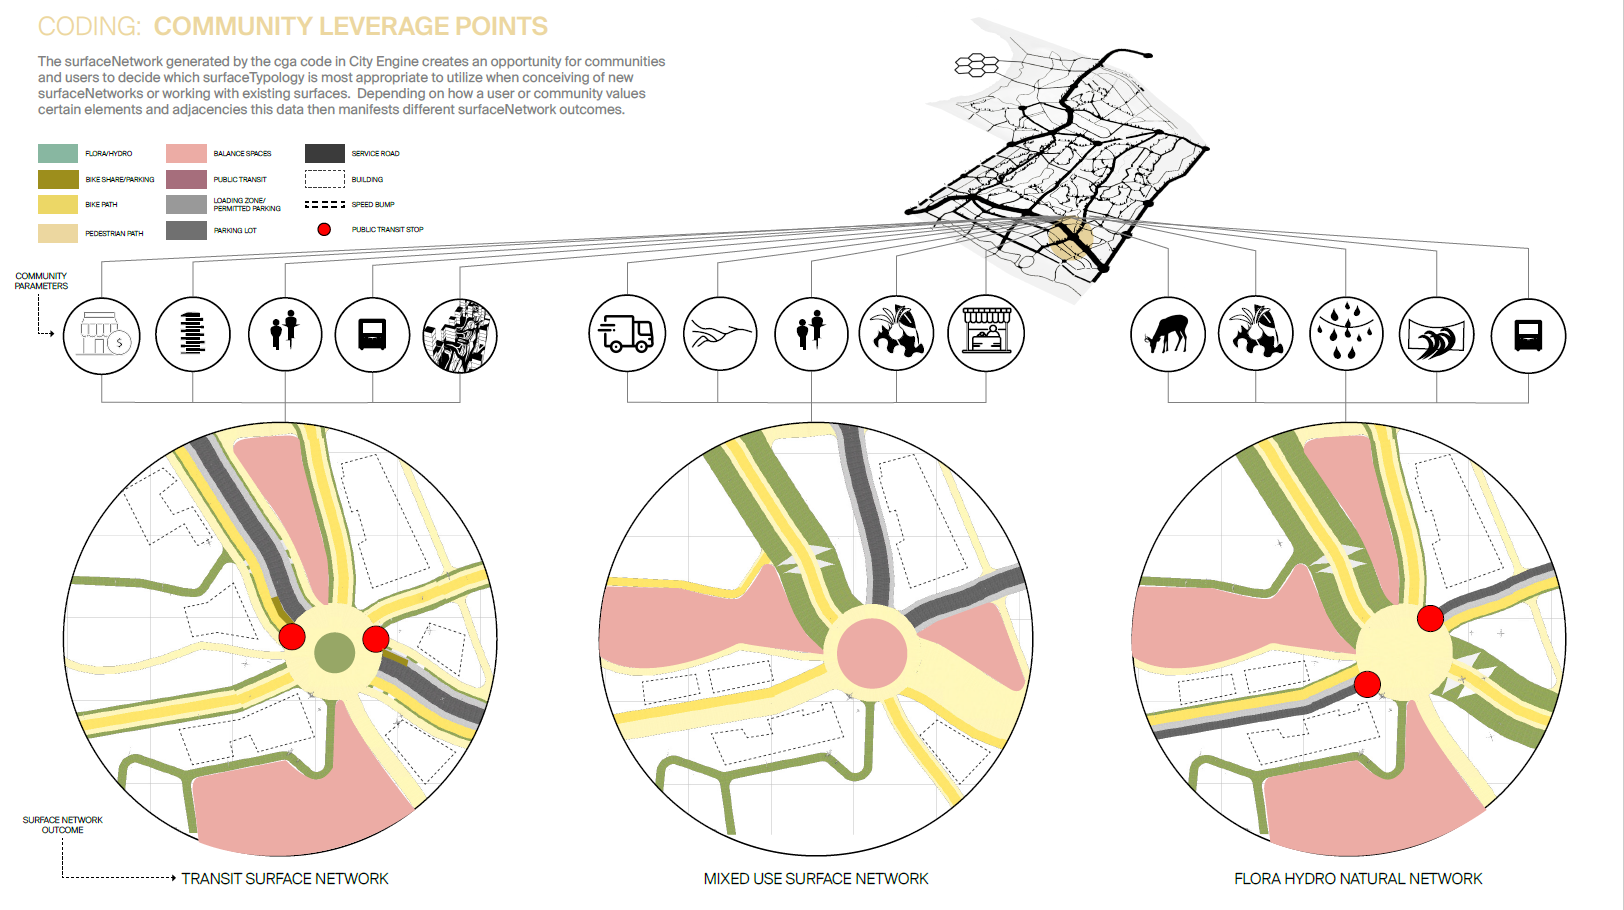 CODING: COMMUNITY LEVERAGE POINTS
The surfaceNetwork generated by the cga code in City Engine creates an opportunity for communities
and users to decide which surfaceTypology is most appropriate to utilize when conceiving of new
surfaceNetworks or working with existing surfaces. Depending on how a user or community values
certain elements and adjacencies this data then manifests different surfaceNetwork outcomes.
FLORA/HYDRO
BIKE SHARE/PARKING
BIKE PATH
PEDESTRIAN PATH
BALANCE SPACES
PUBLIC TRANSIT
LOADING ZONE/
PERMITTED PARKING
PARKING LOT
SERVICE ROAD
BUILDING
SPEED BUMP
PUBLIC TRANSIT STOP
COMMUNITY
PARAMETERS
$
SURFACE NETWORK
OUTCOME
TRANSIT SURFACE NETWORK
MIXED USE SURFACE NETWORK
FLORA HYDRO NATURAL NETWORK